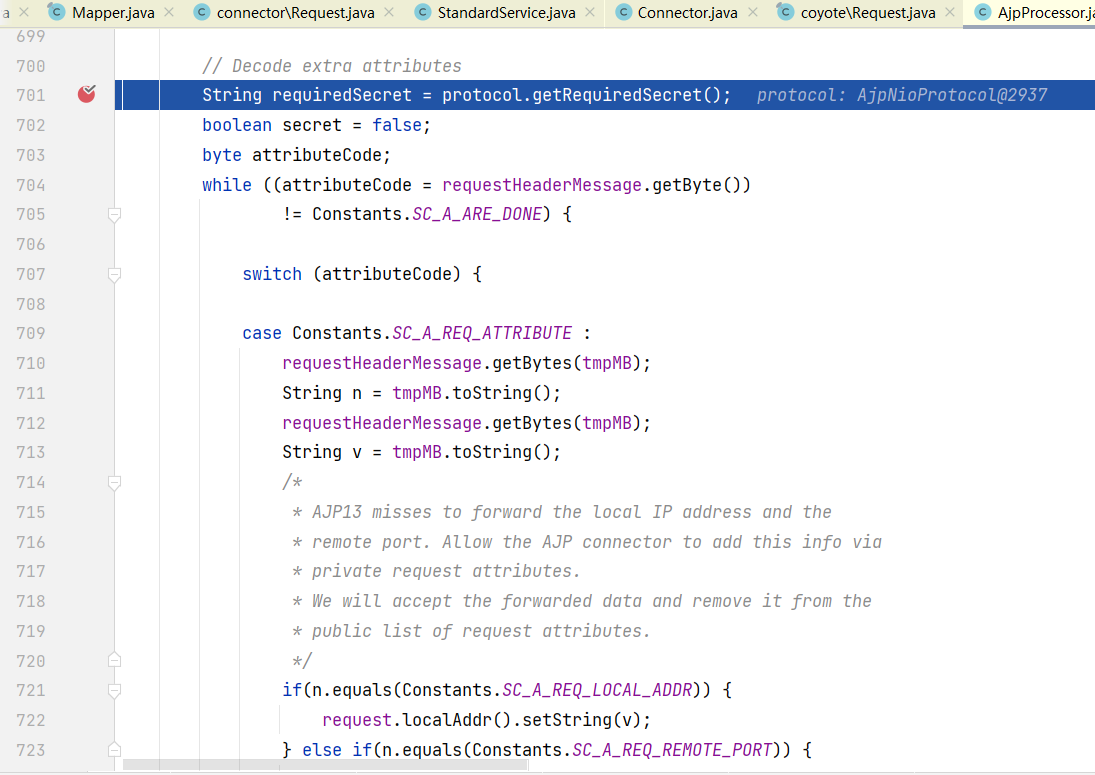 a Mapper.java connector\Request.java StandardService.java Connector.java coyote\Request.java AjpProcessor.ja
699
700 // Decode extra attributes
701 String requiredSecret = protocol.getRequiredSecret(); protocol: AjpNioProtocol@2937
702 boolean secret = false;
703 byte attributeCode;
704 while ((attributeCode = requestHeaderMessage.getByte())
705 != Constants.SC_A_ARE_DONE) {
706
707 switch (attributeCode) {
708
709 case Constants.SC_A_REQ_ATTRIBUTE :
710 requestHeaderMessage.getBytes(tmpMB);
711 String n = tmpMB.toString();
712 requestHeaderMessage.getBytes(tmpMB);
713 String v = tmpMB.toString();
714 /*
715 * AJP13 misses to forward the local IP address and the
716 * remote port. Allow the AJP connector to add this info via
717 * private request attributes.
718 * We will accept the forwarded data and remove it from the
719 * public list of request attributes.
720 */
721 if(n.equals(Constants.SC_A_REQ_LOCAL_ADDR)) {
722 request.localAddr().setString(v);
723 } else if(n.equals(Constants.SC_A_REQ_REMOTE_PORT)) {